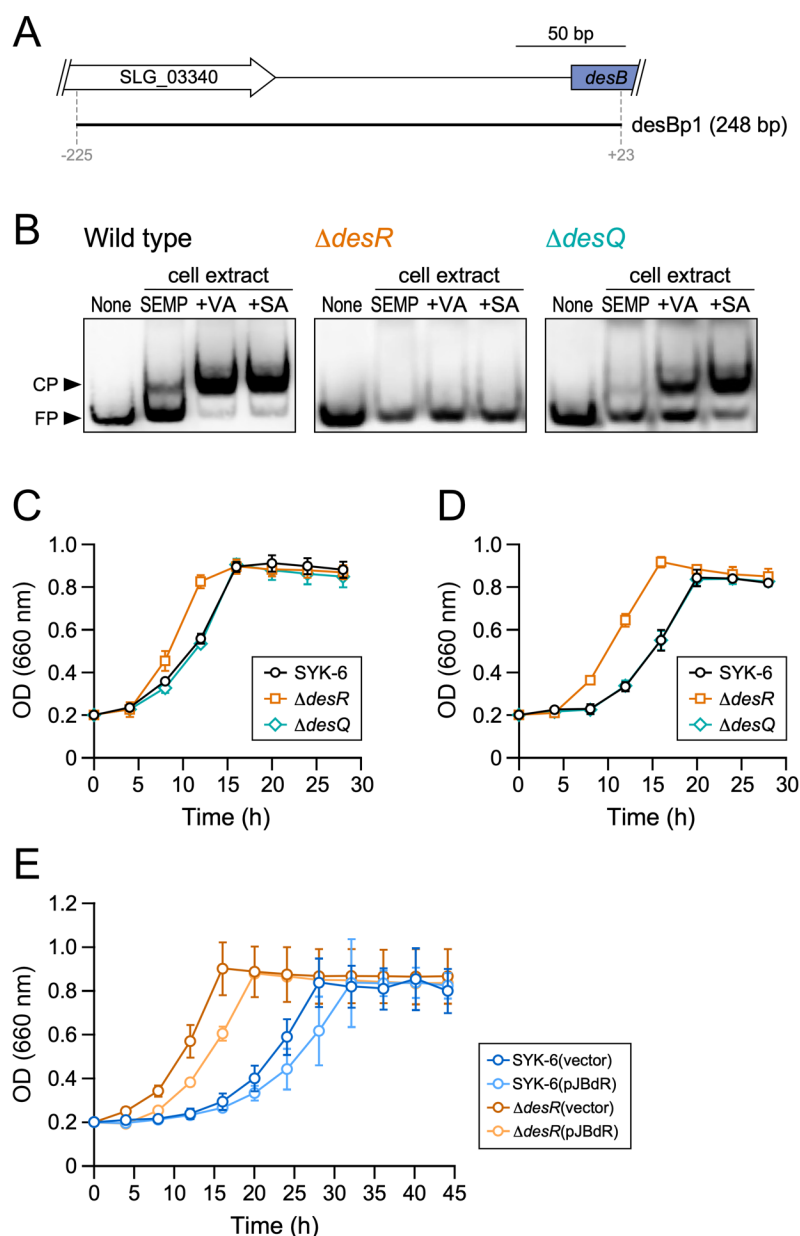 A
50 bp
SLG_03340
desB
desBp1 (248 bp)
-225
+23
B
Wild type
ΔdesR
ΔdesQ
cell extract
cell extract
cell extract
None SEMP +VA +SA
None SEMP +VA +SA
None SEMP +VA +SA
CP
FP
C
OD (660 nm)
1.0
0.8
0.6
0.4
0.2
0
0 5 10 15 20 25 30
Time (h)
SYK-6
ΔdesR
ΔdesQ
D
OD (660 nm)
1.0
0.8
0.6
0.4
0.2
0
0 5 10 15 20 25 30
Time (h)
SYK-6
ΔdesR
ΔdesQ
E
OD (660 nm)
1.2
1.0
0.8
0.6
0.4
0.2
0
0 5 10 15 20 25 30 35 40 45
Time (h)
SYK-6(vector)
SYK-6(pJBdR)
ΔdesR(vector)
ΔdesR(pJBdR)